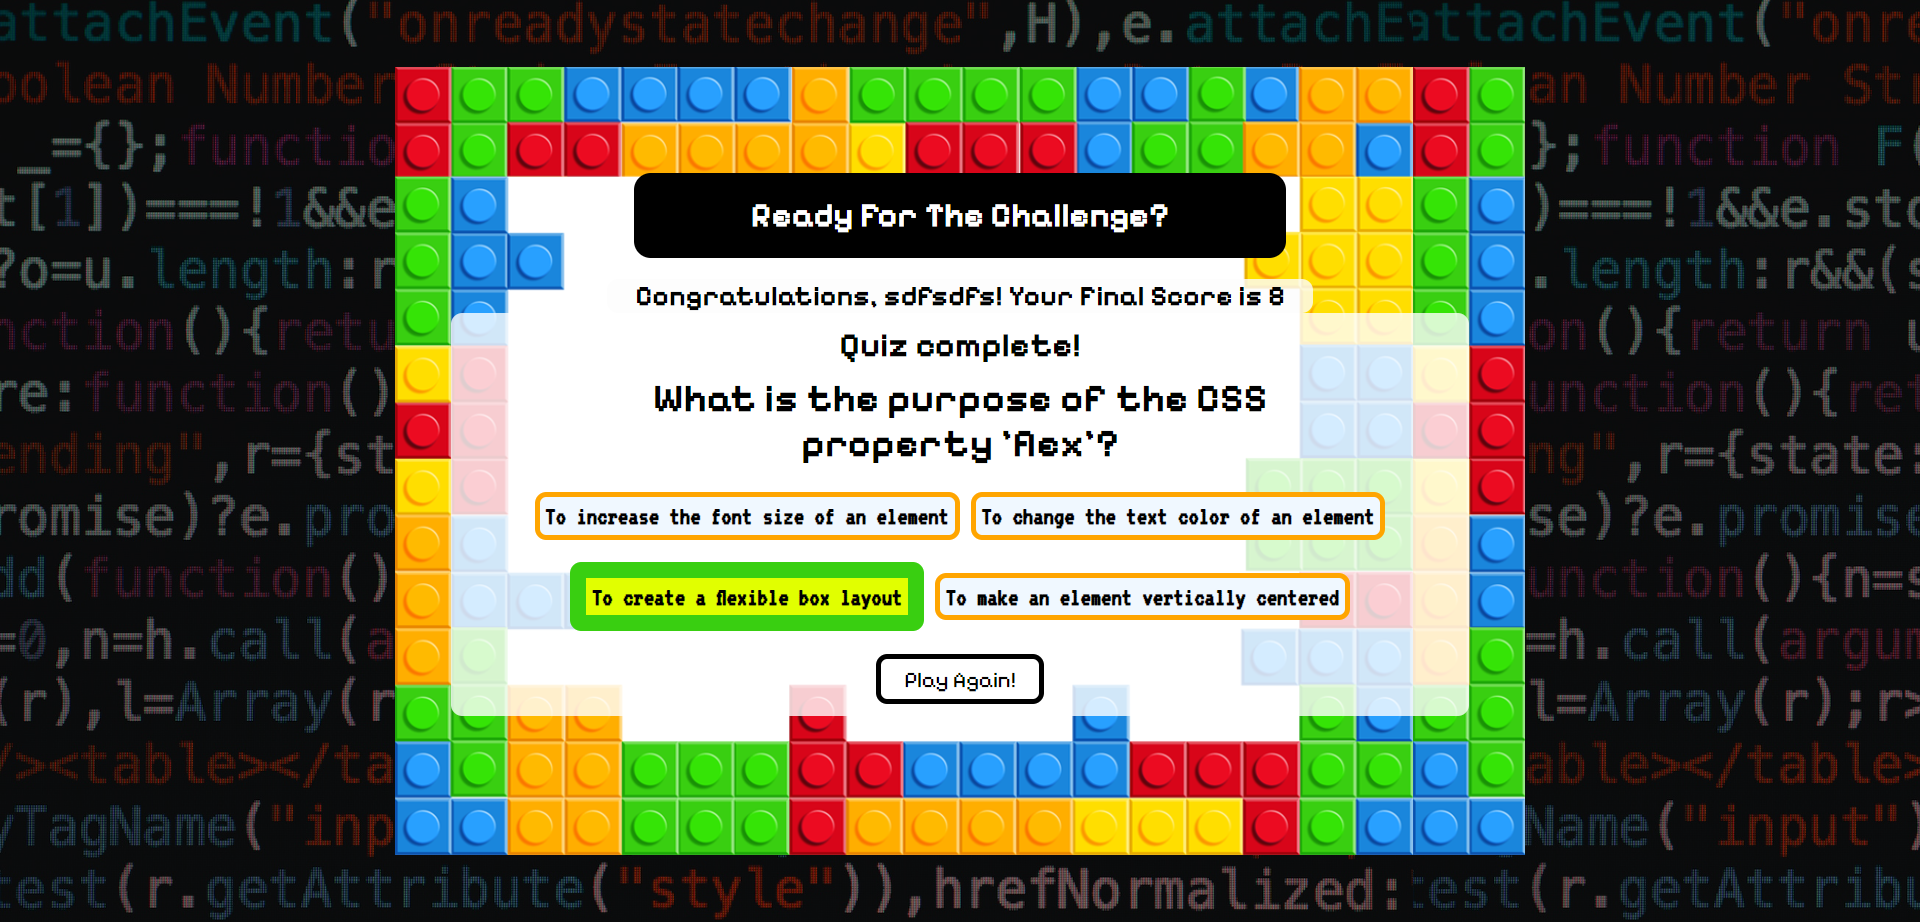 attachEvent("onreadystatechange",H),e.attachEattachEvent("onre
oolean Number
an Number Str
_={};functio
};function F(
t[1])===!1&&e
)===!1&&e.sto
Ready For The Challenge?
?o=u.length:r
.length:r&&(s
Congratulations, sdfsdfs! Your Final Score is 8
nction(){retu
on(){return u
Quiz complete!
re:function()
unction(){ret
What is the purpose of the CSS
property 'flex'?
ending",r={st
ng",r={state:
romise)?e.pro
se)?e.promise
To increase the font size of an element
To change the text color of an element
dd(function()
unction(){n=s
To create a flexible box layout
To make an element vertically centered
=0,n=h.call(a
=h.call(argum
Play Again!
(r),l=Array(r
l=Array(r);r>
/><table></ta
able></table>
yTagName("inp
Name("input")
test(r.getAttribute("style")),hrefNormalized:test(r.getAttribu